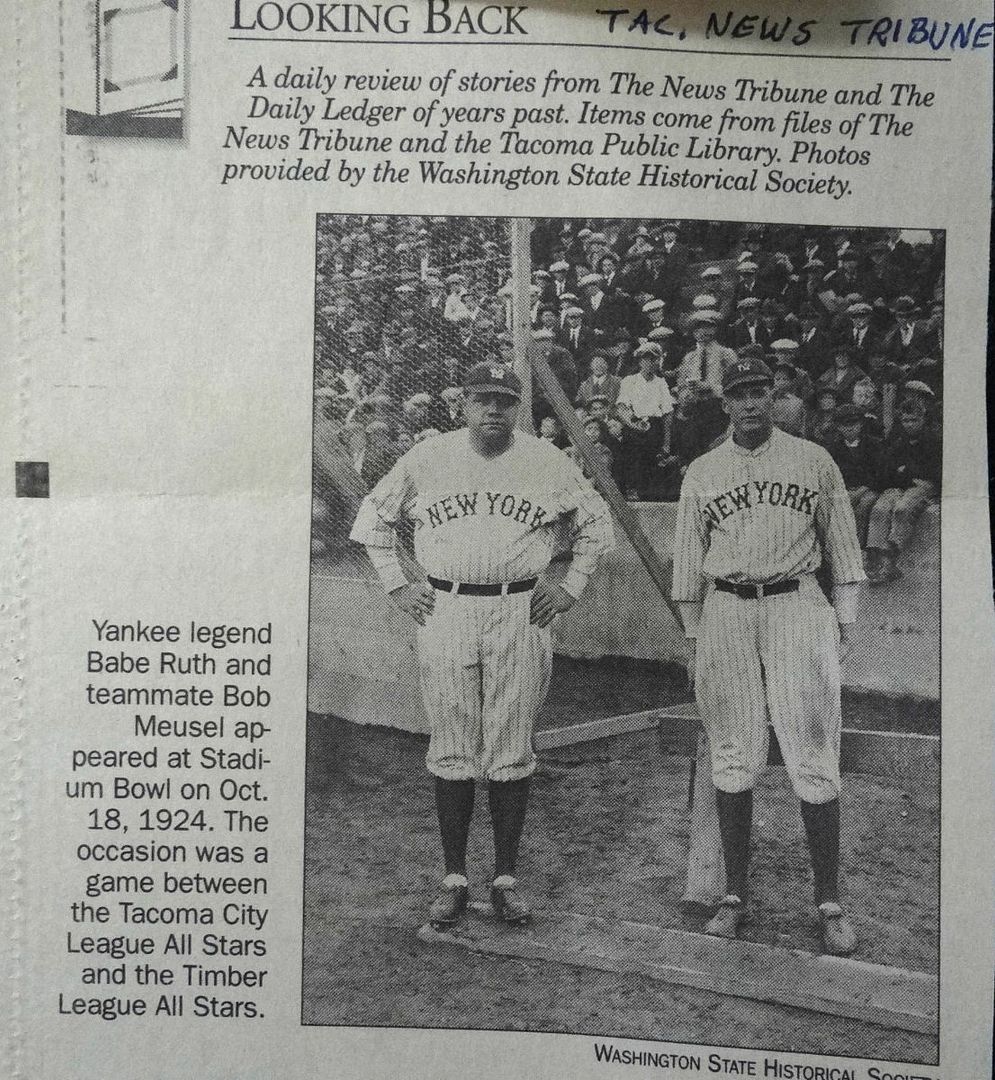 LOOKING BACK TAC. NEWS TRIBUNE
A daily review of stories from The News Tribune and The
Daily Ledger of years past. Items come from files of The
News Tribune and the Tacoma Public Library. Photos
provided by the Washington State Historical Society.
NY
NEW YORK
NEW YORK
Yankee legend
Babe Ruth and
teammate Bob
Meusel ap-
peared at Stadi-
um Bowl on Oct.
18, 1924. The
occasion was a
game between
the Tacoma City
League All Stars
and the Timber
League All Stars.
WASHINGTON STATE HISTORICAL SOCIETY